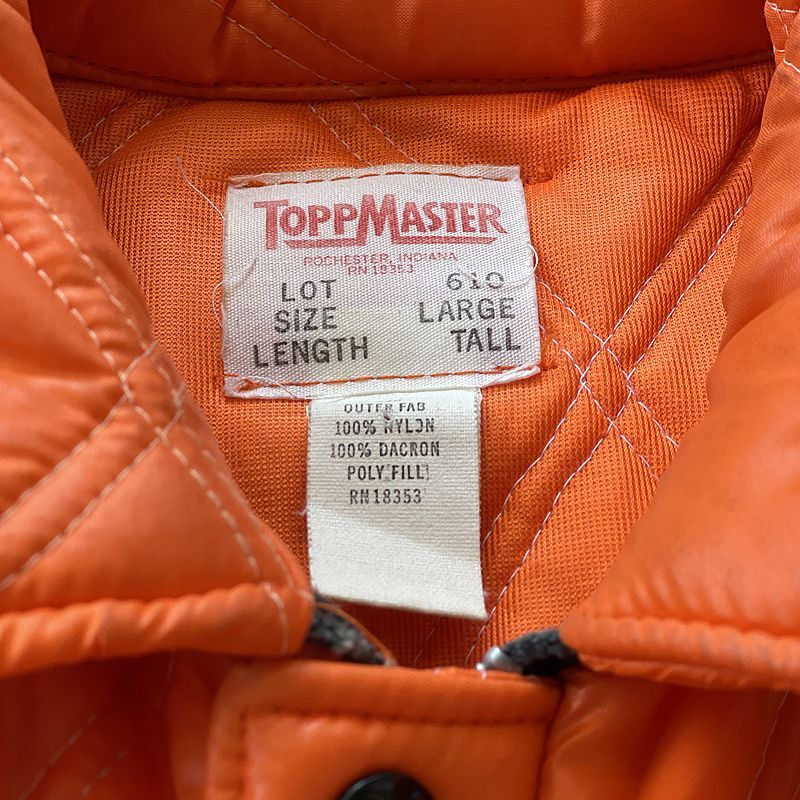 TOPPMASTER
ROCHESTER, INDIANA
RN 18353
LOT 610
SIZE LARGE
LENGTH TALL
OUTER FAB
100% NYLON
100% DACRON
POLY FILL
RN 18353